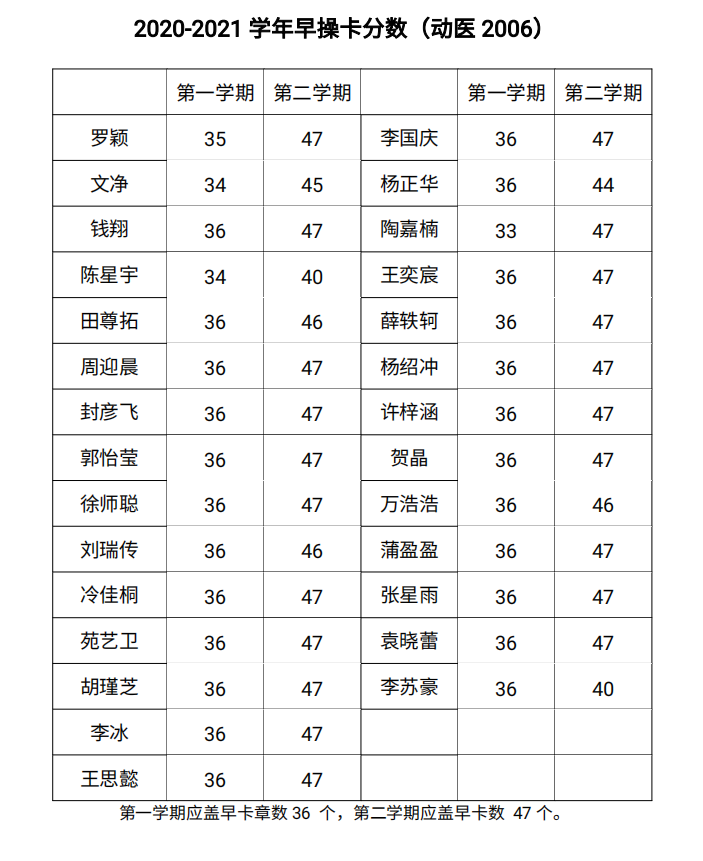 2020-2021 学年早操卡分数（动医 2006）
第一学期 第二学期 第一学期 第二学期
罗颖 35 47 李国庆 36 47
文净 34 45 杨正华 36 44
钱翔 36 47 陶嘉楠 33 47
陈星宇 34 40 王奕宸 36 47
田尊拓 36 46 薛轶轲 36 47
周迎晨 36 47 杨绍冲 36 47
封彦飞 36 47 许梓涵 36 47
郭怡莹 36 47 贺晶 36 47
徐师聪 36 47 万浩浩 36 46
刘瑞传 36 46 蒲盈盈 36 47
冷佳桐 36 47 张星雨 36 47
苑艺卫 36 47 袁晓蕾 36 47
胡瑾芝 36 47 李苏豪 36 40
李冰 36 47
王思懿 36 47
第一学期应盖早卡章数 36 个，第二学期应盖早卡数 47 个。